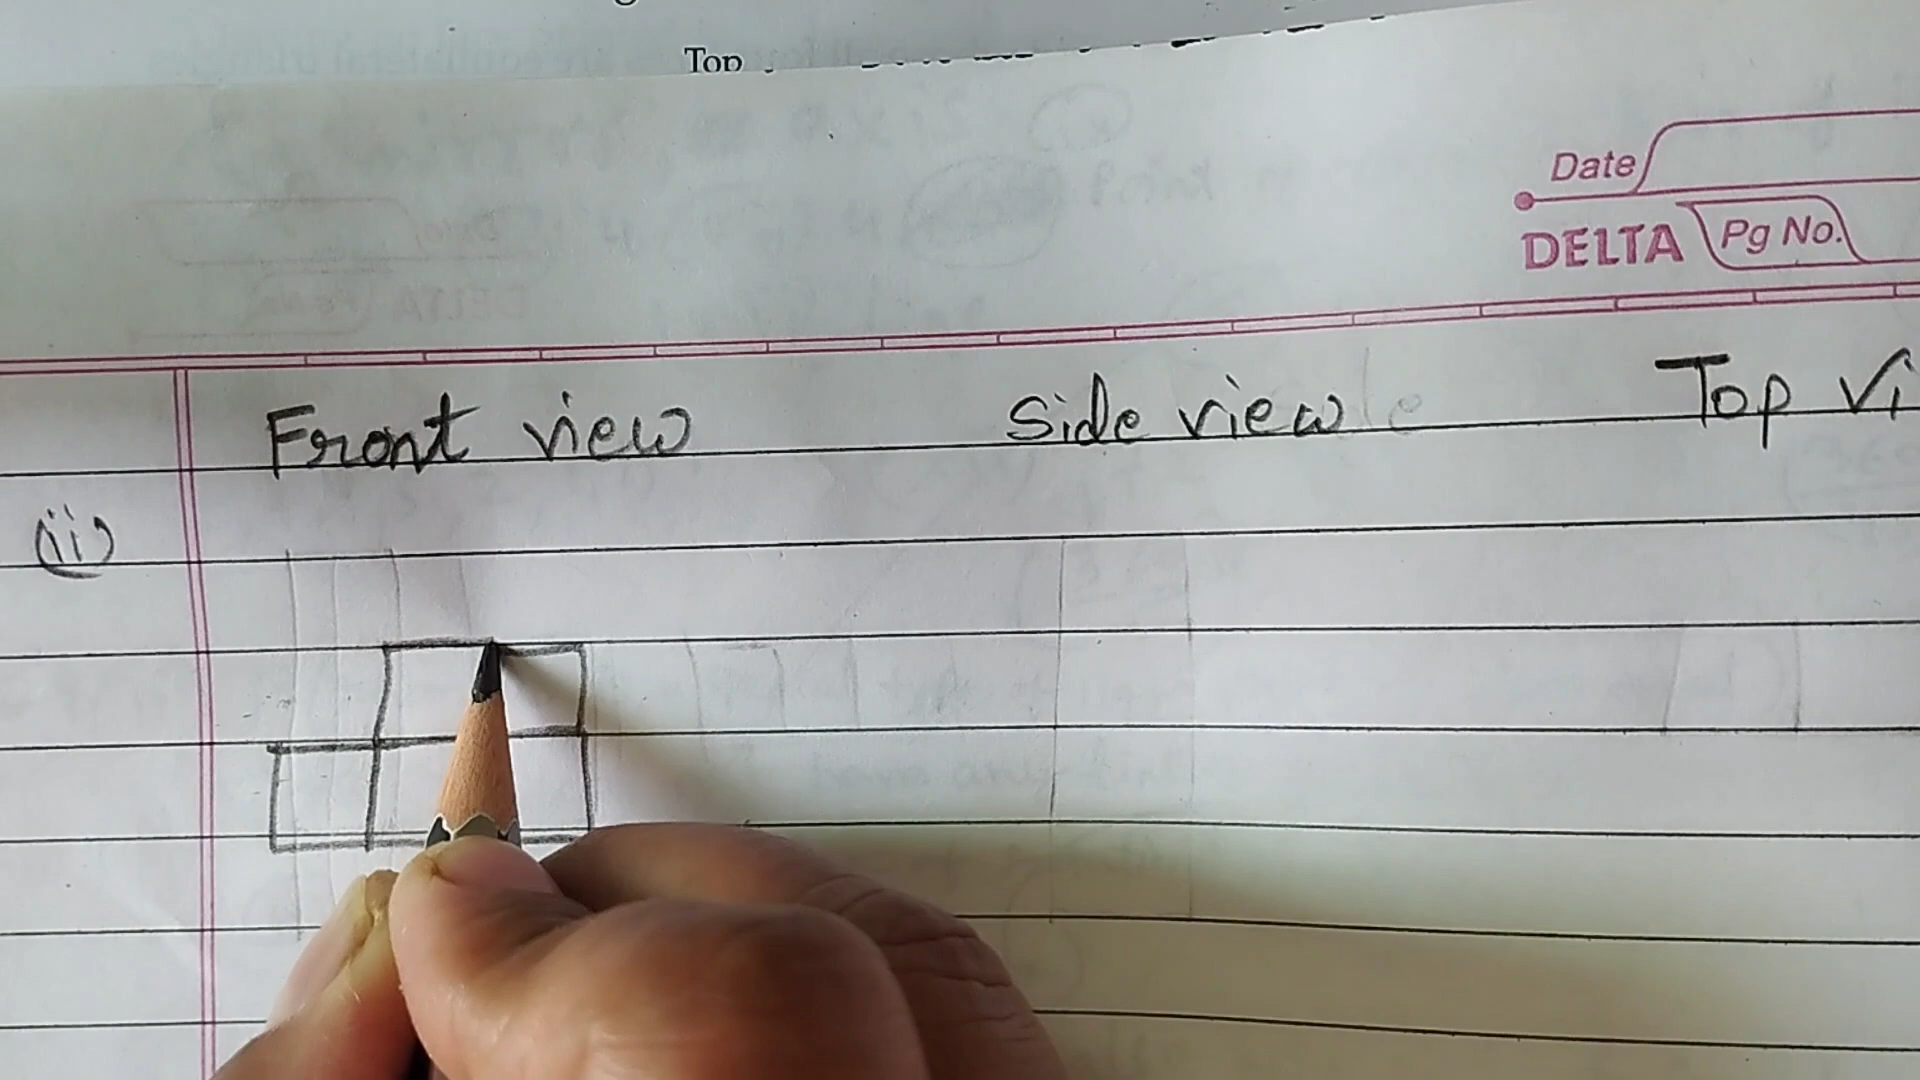 Top
Date
DELTA Pg No.
Front view Side view Top Vi
(ii)